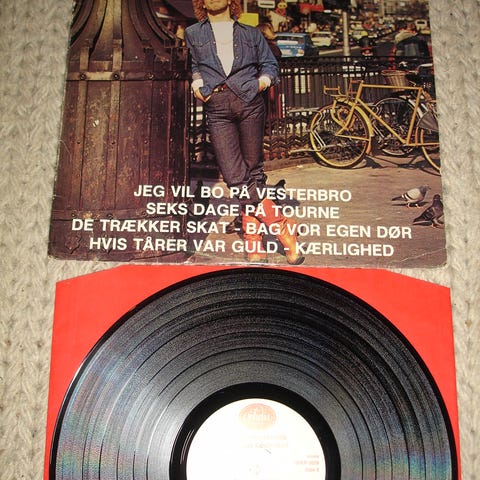 JEG VIL BO PÅ VESTERBRO
SEKS DAGE PÅ TOURNE
DE TRÆKKER SKAT - BAG VOR EGEN DØR
HVIS TÅRER VAR GULD - KÆRLIGHED